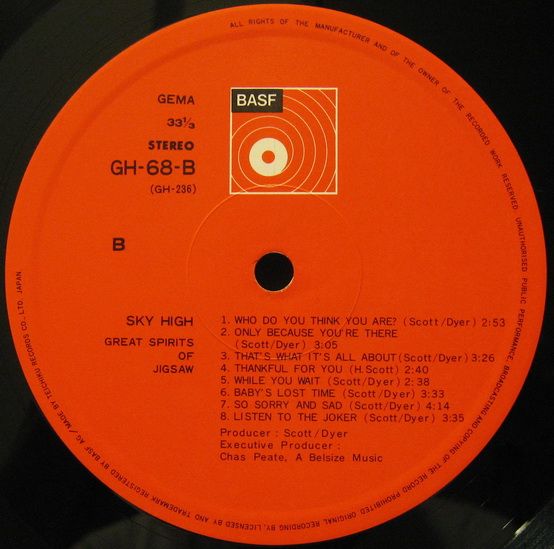 ALL RIGHTS OF THE MANUFACTURER AND OF THE OWNER OF THE RECORDED WORK RESERVED. UNAUTHORISED PUBLIC PERFORMANCE, BROADCASTING AND COPYING OF THE RECORD PROHIBITED ORIGINAL RECORDING BY, LICENSED BY AND TRADEMARK REGISTERED BY BASF AG / MADE BY TEICHIKU RECORDS CO., LTD. JAPAN.
BASF
GEMA
33⅓
STEREO
GH-68-B
(GH-236)
B
SKY HIGH
GREAT SPIRITS
OF
JIGSAW
1. WHO DO YOU THINK YOU ARE? (Scott/Dyer) 2:53
2. ONLY BECAUSE YOU'RE THERE
(Scott/Dyer) 3:05
3. THAT'S WHAT IT'S ALL ABOUT (Scott/Dyer) 3:26
4. THANKFUL FOR YOU (H.Scott) 2:40
5. WHILE YOU WAIT (Scott/Dyer) 2:38
6. BABY'S LOST TIME (Scott/Dyer) 3:33
7. SO SORRY AND SAD (Scott/Dyer) 4:14
8. LISTEN TO THE JOKER (Scott/Dyer) 3:35
Producer : Scott/Dyer
Executive Producer :
Chas Peate, A Belsize Music